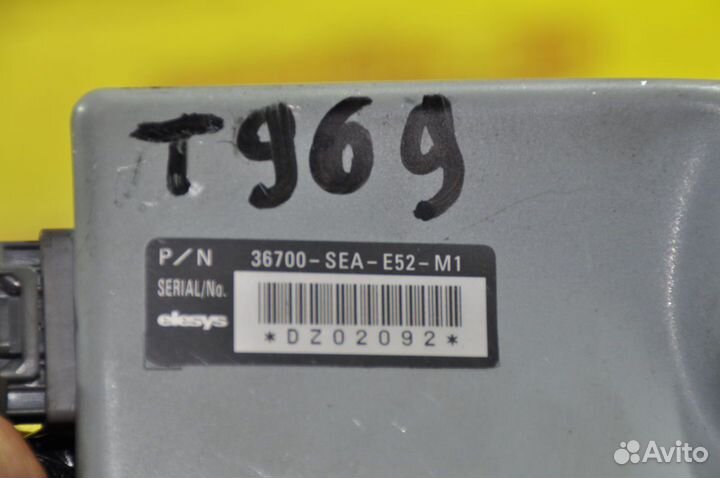 T969
P/N 36700-SEA-E52-M1
SERIAL/No.
elesys
*DZ02092*
Avito